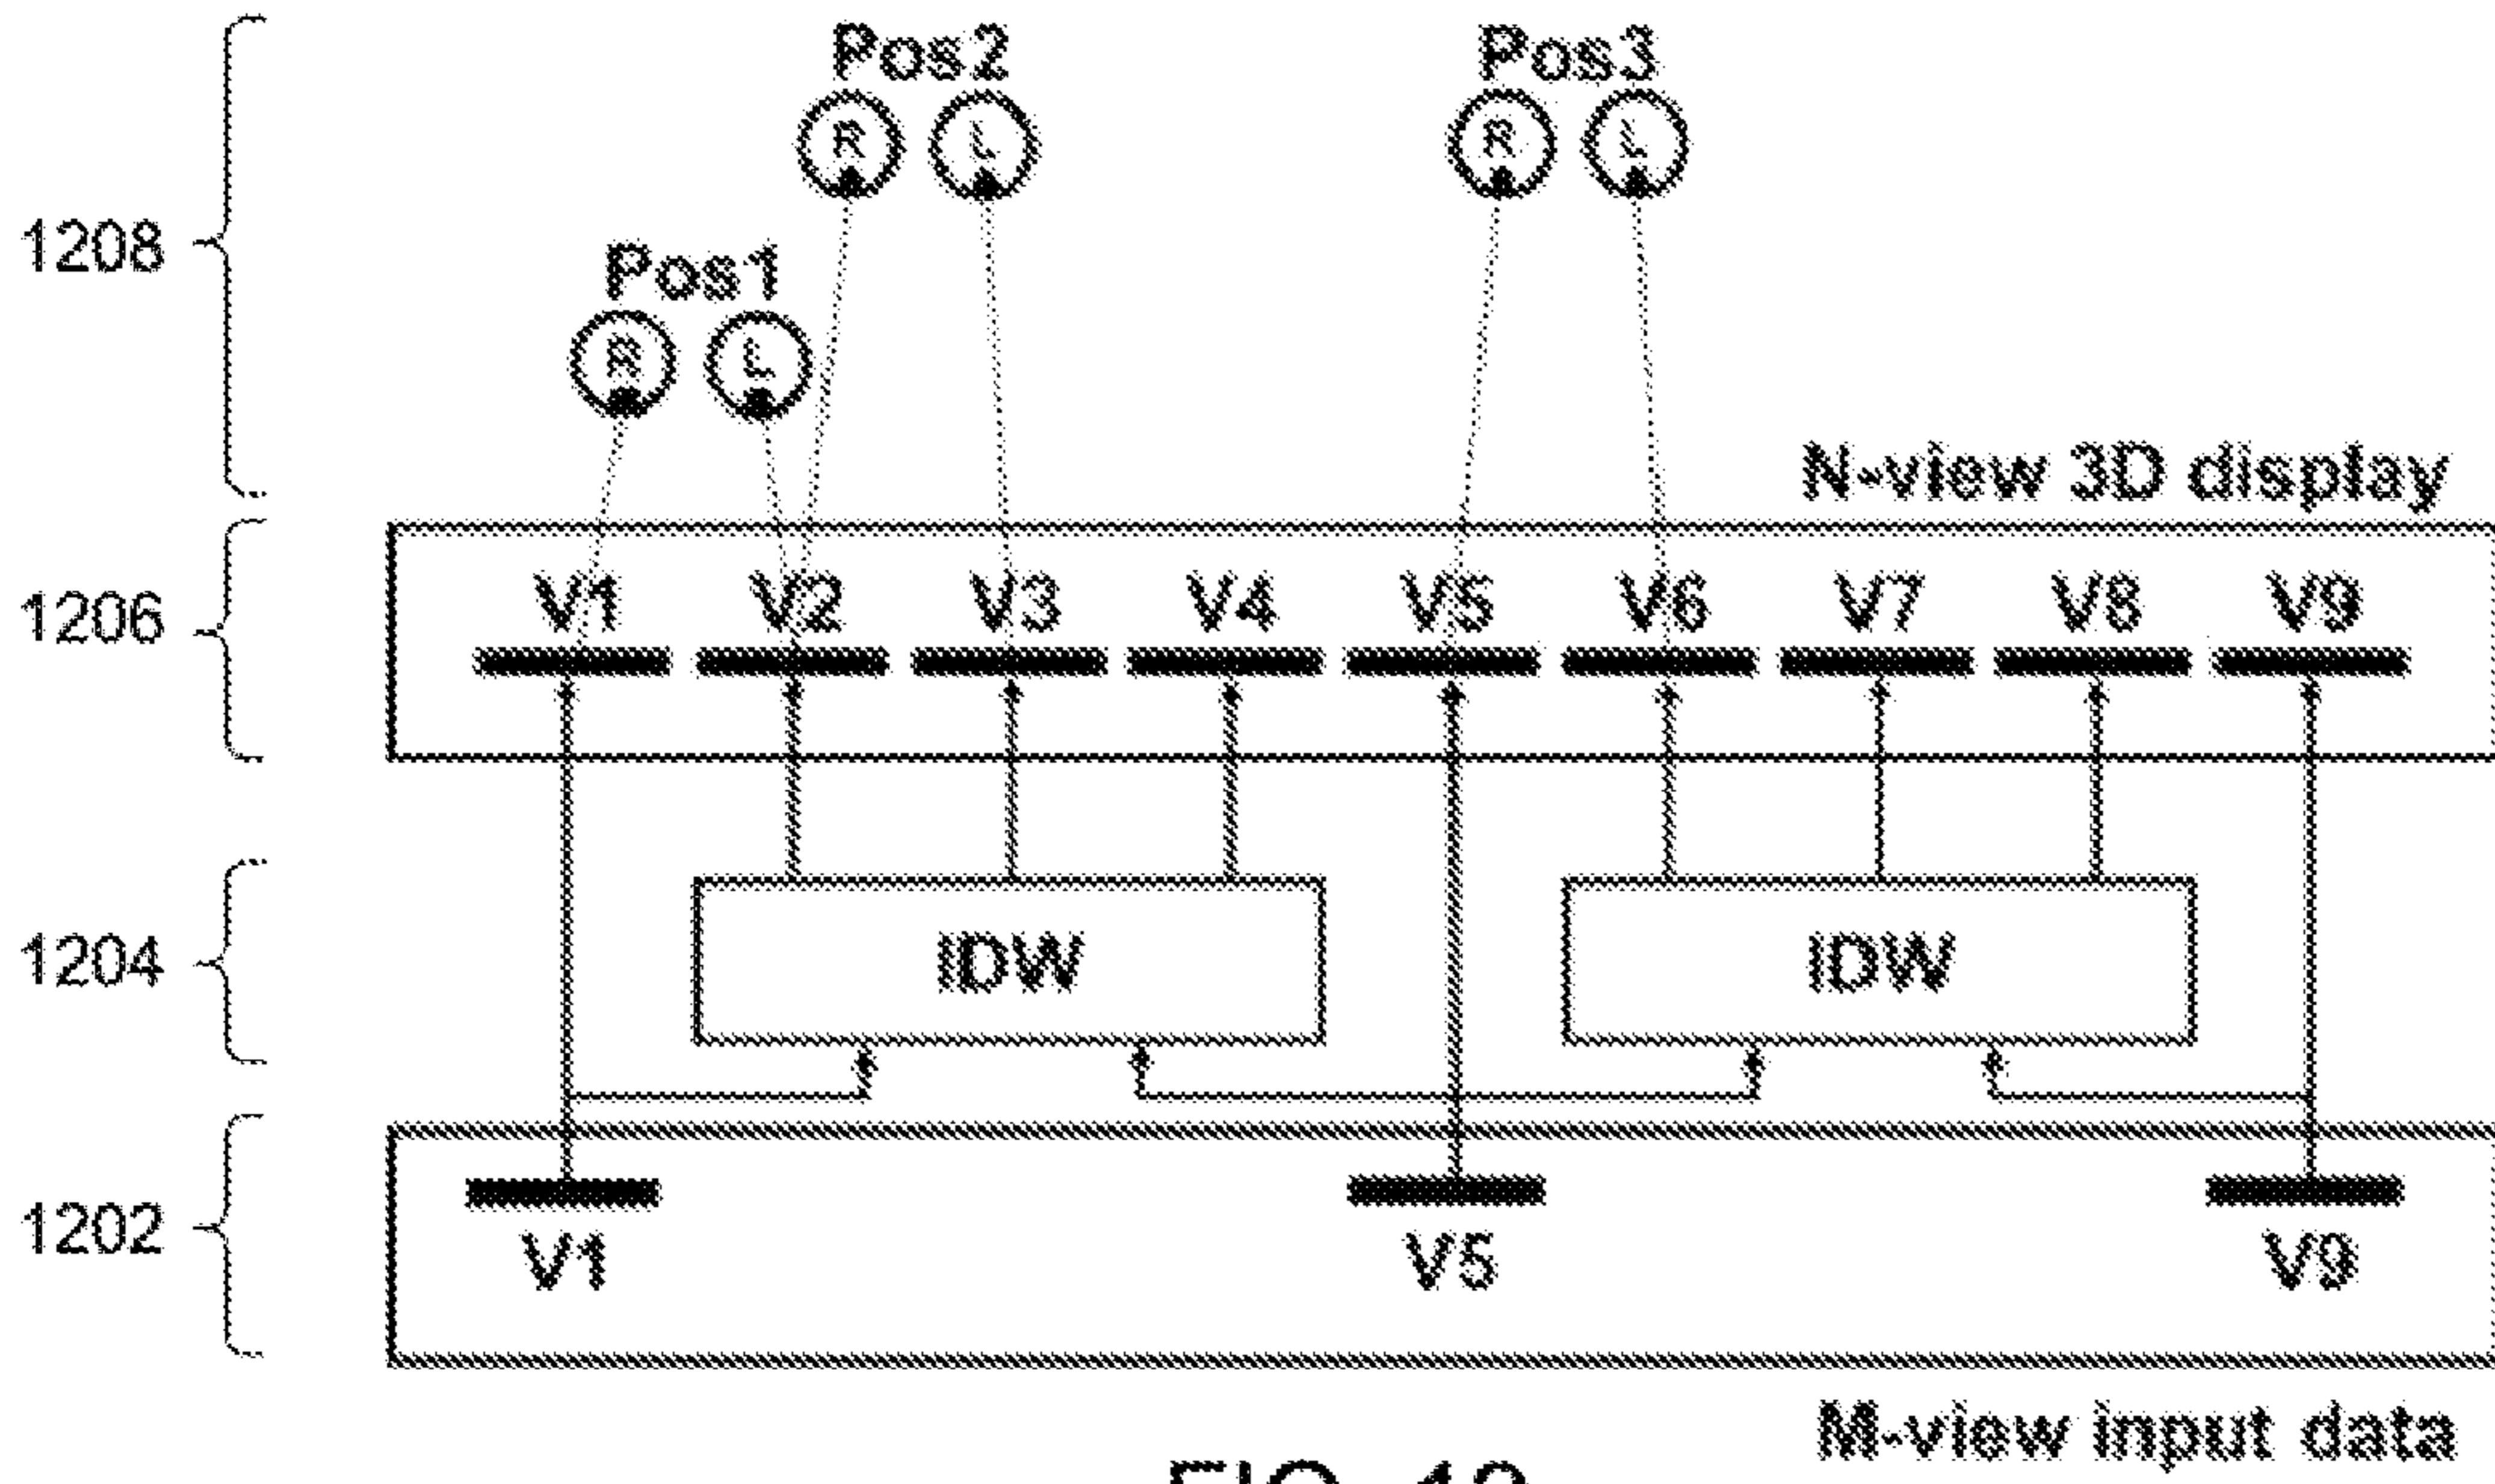 Pos2 Pos3
R L R L
1208
Pos1
R L
N-view 3D display
1206
V1 V2 V3 V4 V5 V6 V7 V8 V9
1204
IDW IDW
1202
V1 V5 V9
M-view input data